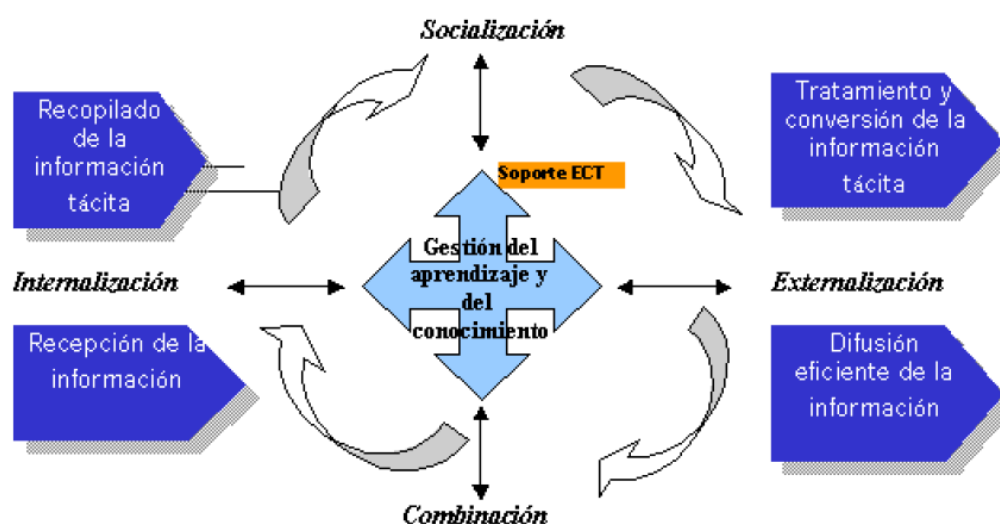 Socialización
Recopilado
de la
información
tácita
Tratamiento y
conversión de la
información
tácita
Soporte ECT
Gestión del
aprendizaje y
del
conocimiento
Internalización
Externalización
Recepción de la
información
Difusión
eficiente de la
información
Combinación